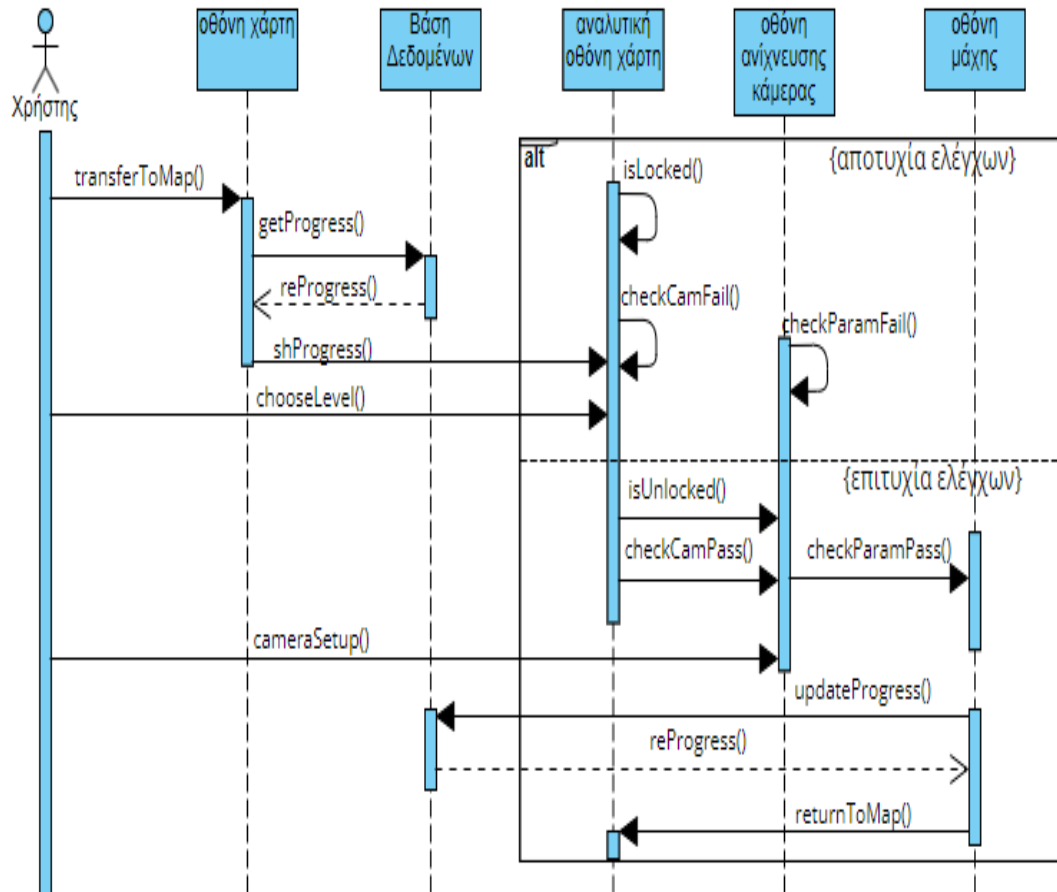 Χρήστης
οθόνη χάρτη
Βάση
Δεδομένων
αναλυτική
οθόνη χάρτη
οθόνη
ανίχνευσης
κάμερας
οθόνη
μάχης
alt
{αποτυχία ελέγχων}
isLocked()
transferToMap()
getProgress()
reProgress()
checkCamFail()
checkParamFail()
shProgress()
chooseLevel()
{επιτυχία ελέγχων}
isUnlocked()
checkCamPass()
checkParamPass()
cameraSetup()
updateProgress()
reProgress()
returnToMap()